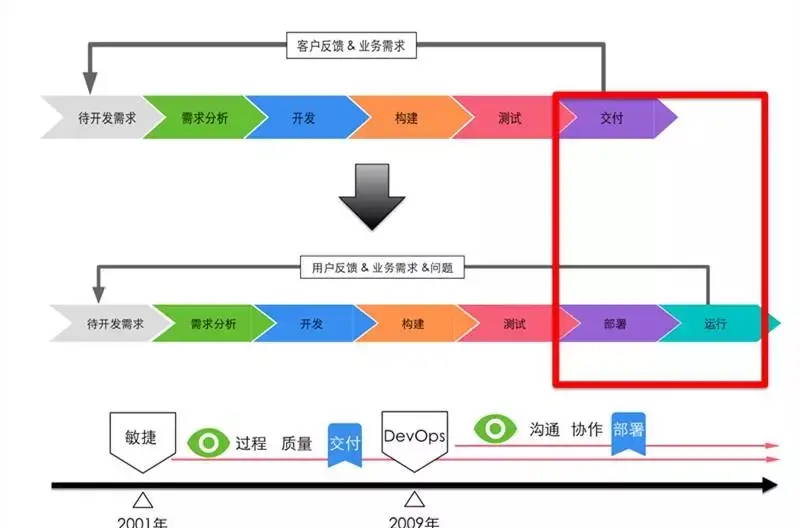 客户反馈 & 业务需求
待开发需求 需求分析 开发 构建 测试 交付
用户反馈 & 业务需求 &问题
待开发需求 需求分析 开发 构建 测试 部署 运行
敏捷 过程 质量 交付 DevOps 沟通 协作 部署
2001年 2009年